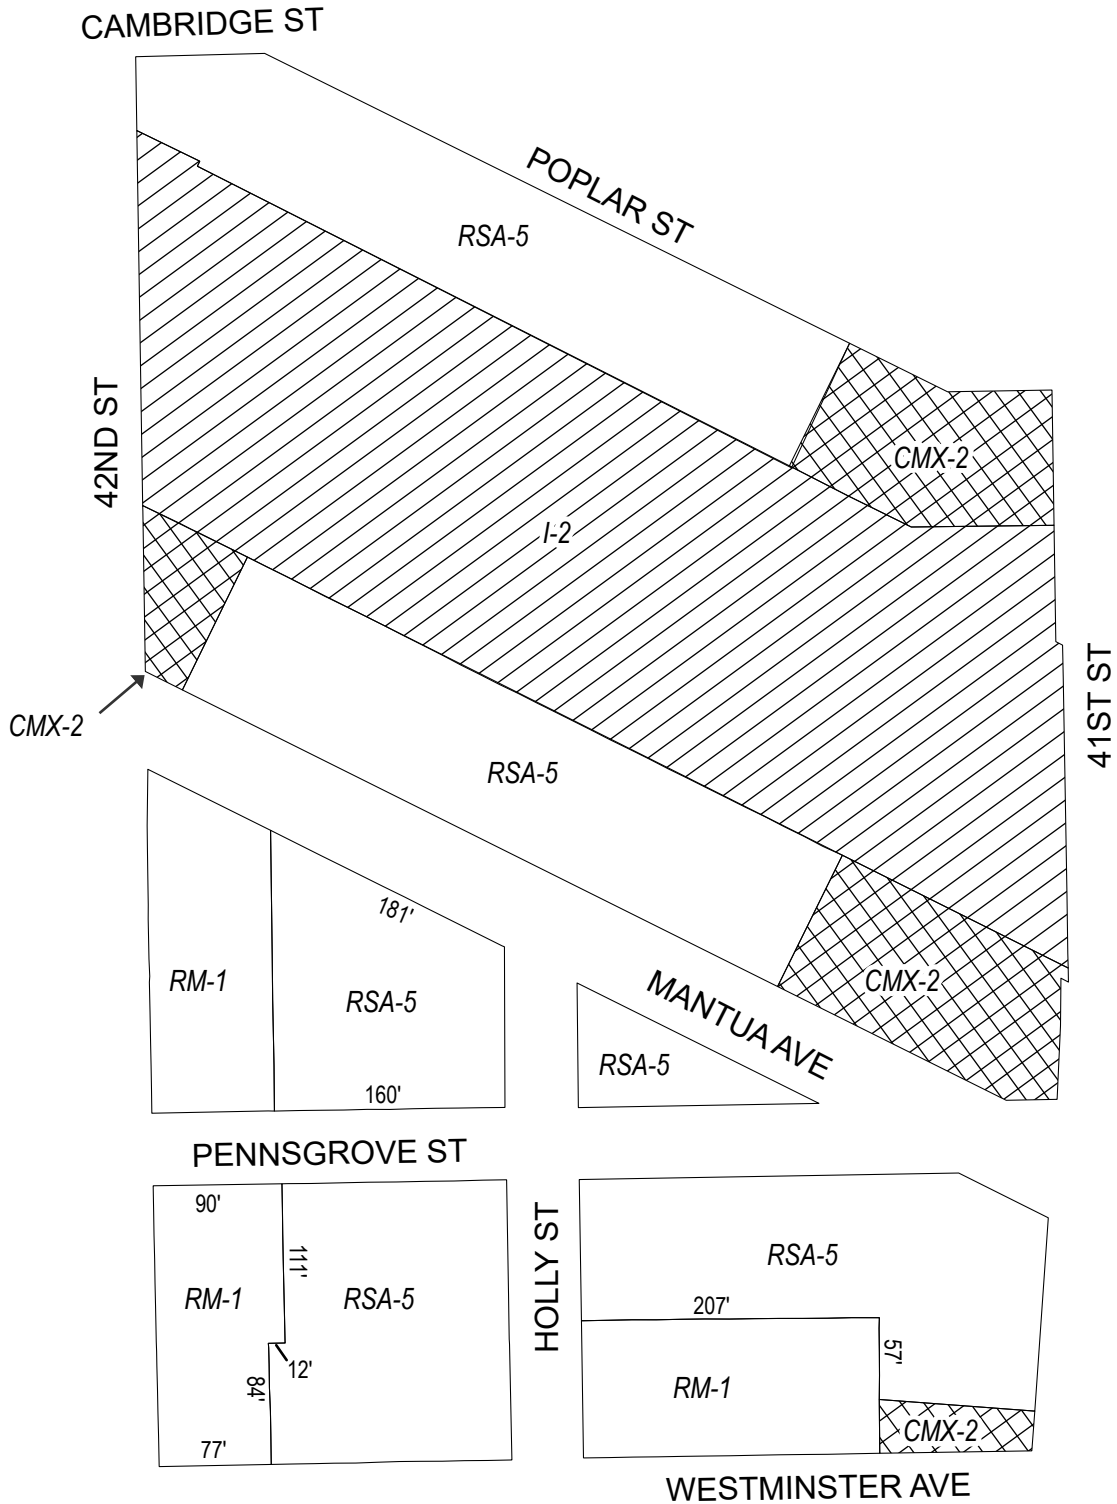 CAMBRIDGE ST
POPLAR ST
RSA-5
42ND ST
CMX-2
I-2
41ST ST
CMX-2
RSA-5
181'
RM-1
RSA-5
CMX-2
MANTUA AVE
RSA-5
160'
PENNSGROVE ST
90'
111'
RM-1
RSA-5
12'
84'
77'
HOLLY ST
RSA-5
207'
57'
RM-1
CMX-2
WESTMINSTER AVE